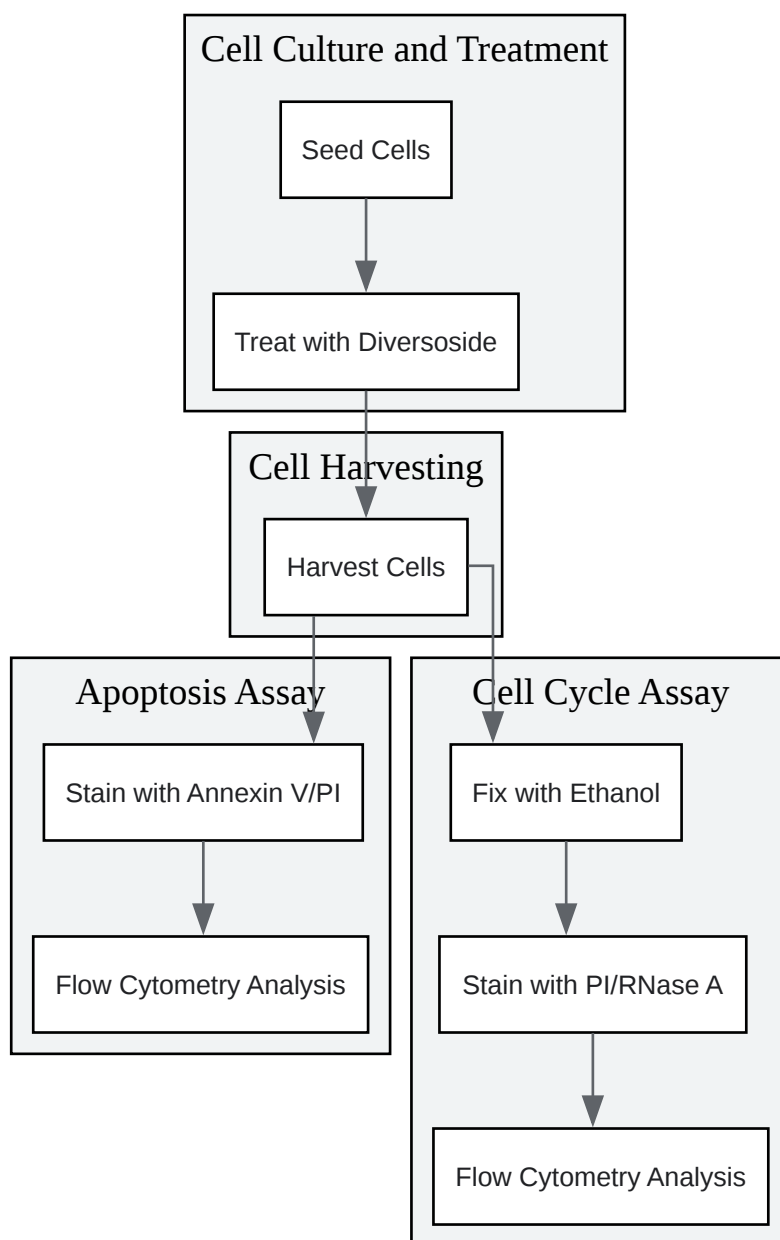 Cell Culture and Treatment
Seed Cells
Treat with Diversoside
Cell Harvesting
Harvest Cells
Apoptosis Assay
Stain with Annexin V/PI
Flow Cytometry Analysis
Cell Cycle Assay
Fix with Ethanol
Stain with PI/RNase A
Flow Cytometry Analysis